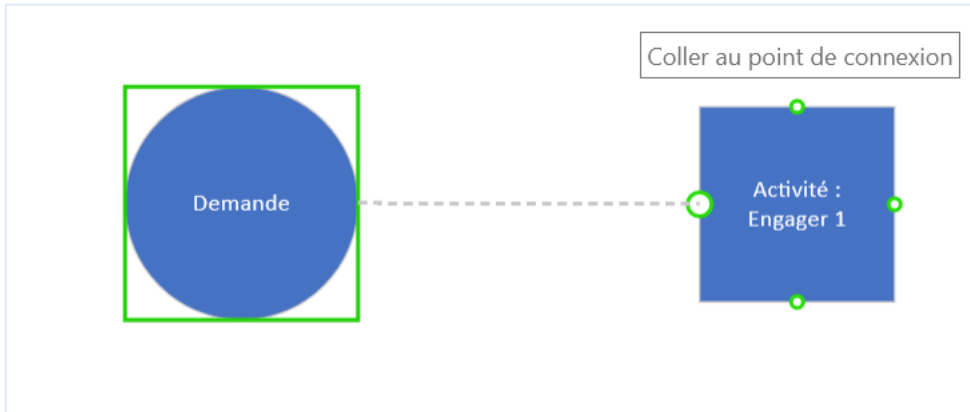 Coller au point de connexion
Demande
Activité :
Engager 1